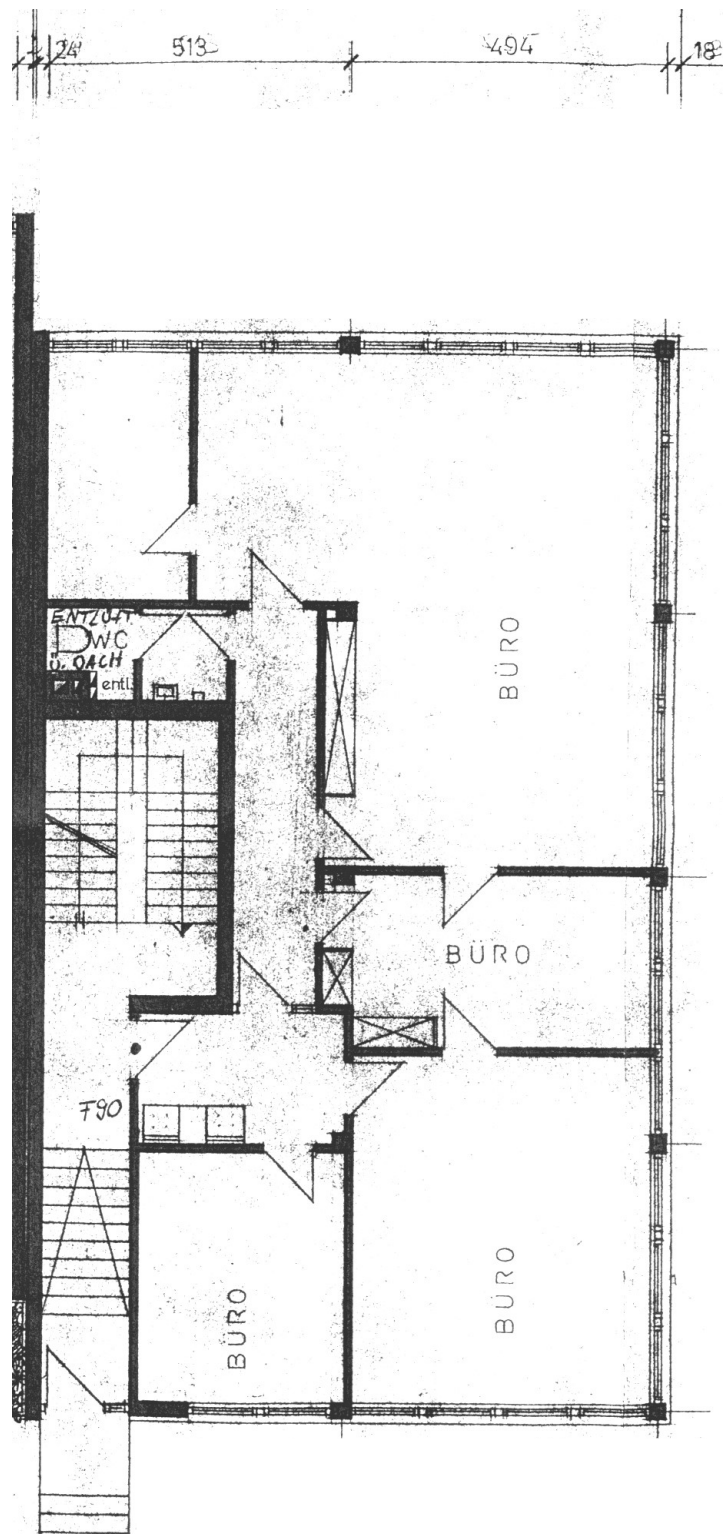 24
513
494
18
ENTLÜFT
WC
Ü. DACH
entl.
BÜRO
BÜRO
F90
BÜRO
BÜRO